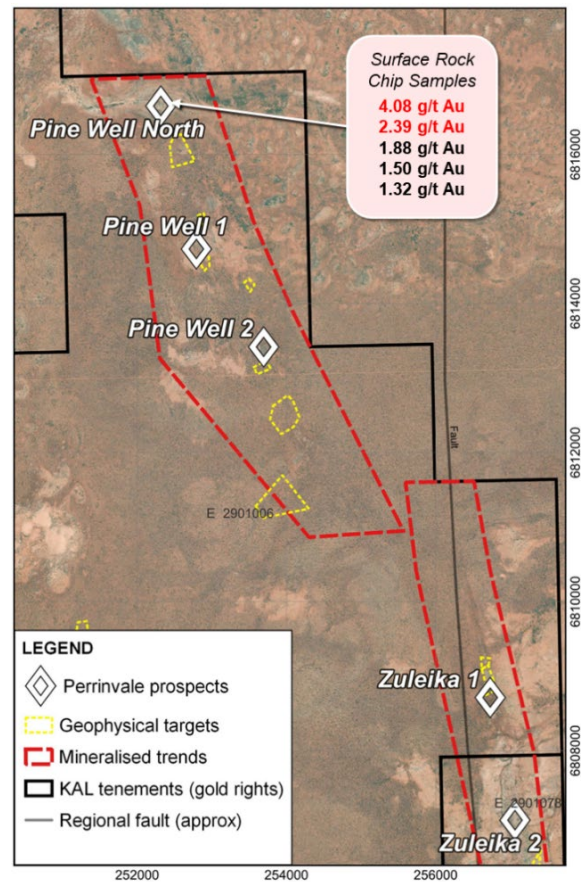 Surface Rock
Chip Samples
4.08 g/t Au
2.39 g/t Au
1.88 g/t Au
1.50 g/t Au
1.32 g/t Au
Pine Well North
Pine Well 1
Pine Well 2
Fault
E 2901006
Zuleika 1
E 2901078
Zuleika 2
6816000
6814000
6812000
6810000
6808000
LEGEND
Perrinvale prospects
Geophysical targets
Mineralised trends
KAL tenements (gold rights)
Regional fault (approx)
252000
254000
256000